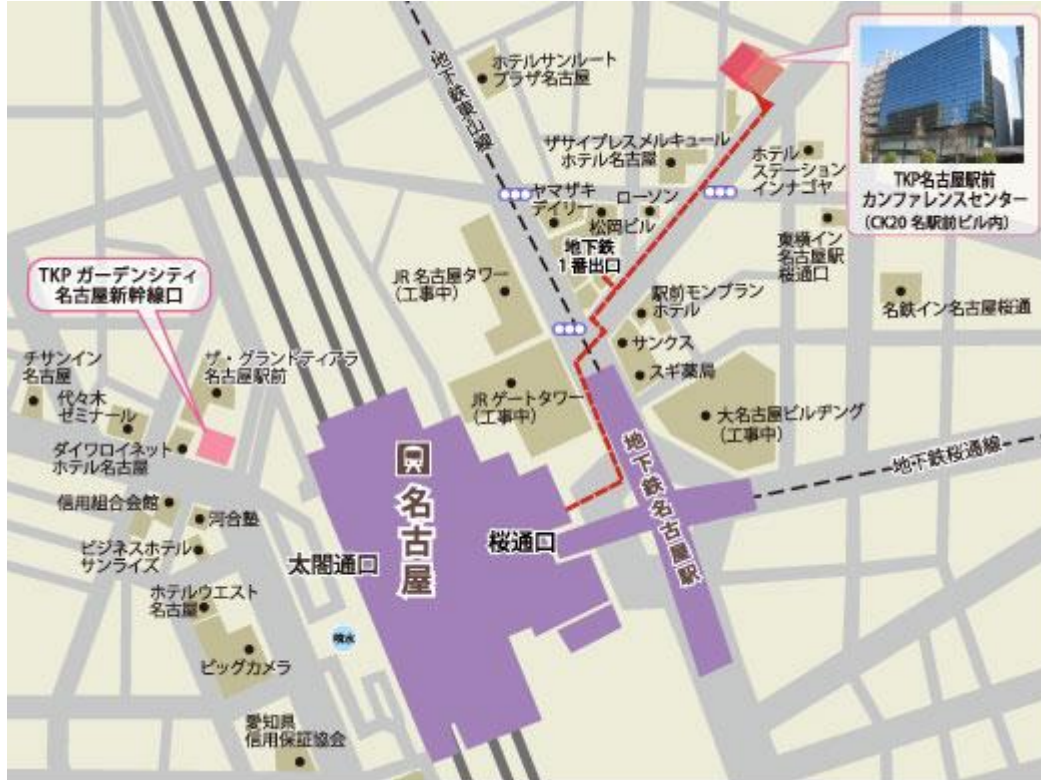 地下鉄東山線
ホテルサンルート
プラザ名古屋
ザサイプレスメルキュール
ホテル名古屋
ホテル
ステーション
インナゴヤ
TKP名古屋駅前
カンファレンスセンター
(CK20 名駅前ビル内)
ヤマザキ
デイリー
ローソン
松岡ビル
地下鉄
1番出口
東横イン
名古屋駅
桜通口
TKP ガーデンシティ
名古屋新幹線口
JR 名古屋タワー
(工事中)
駅前モンブラン
ホテル
名鉄イン名古屋桜通
サンクス
スギ薬局
チサンイン
名古屋
ザ・グランドティアラ
名古屋駅前
代々木
ゼミナール
JR ゲートタワー
(工事中)
大名古屋ビルヂング
(工事中)
ダイワロイネット
ホテル名古屋
名古屋
地下鉄名古屋駅
地下鉄桜通線
信用組合会館
河合塾
桜通口
太閤通口
ビジネスホテル
サンライズ
ホテルウエスト
名古屋
噴水
ビッグカメラ
愛知県
信用保証協会